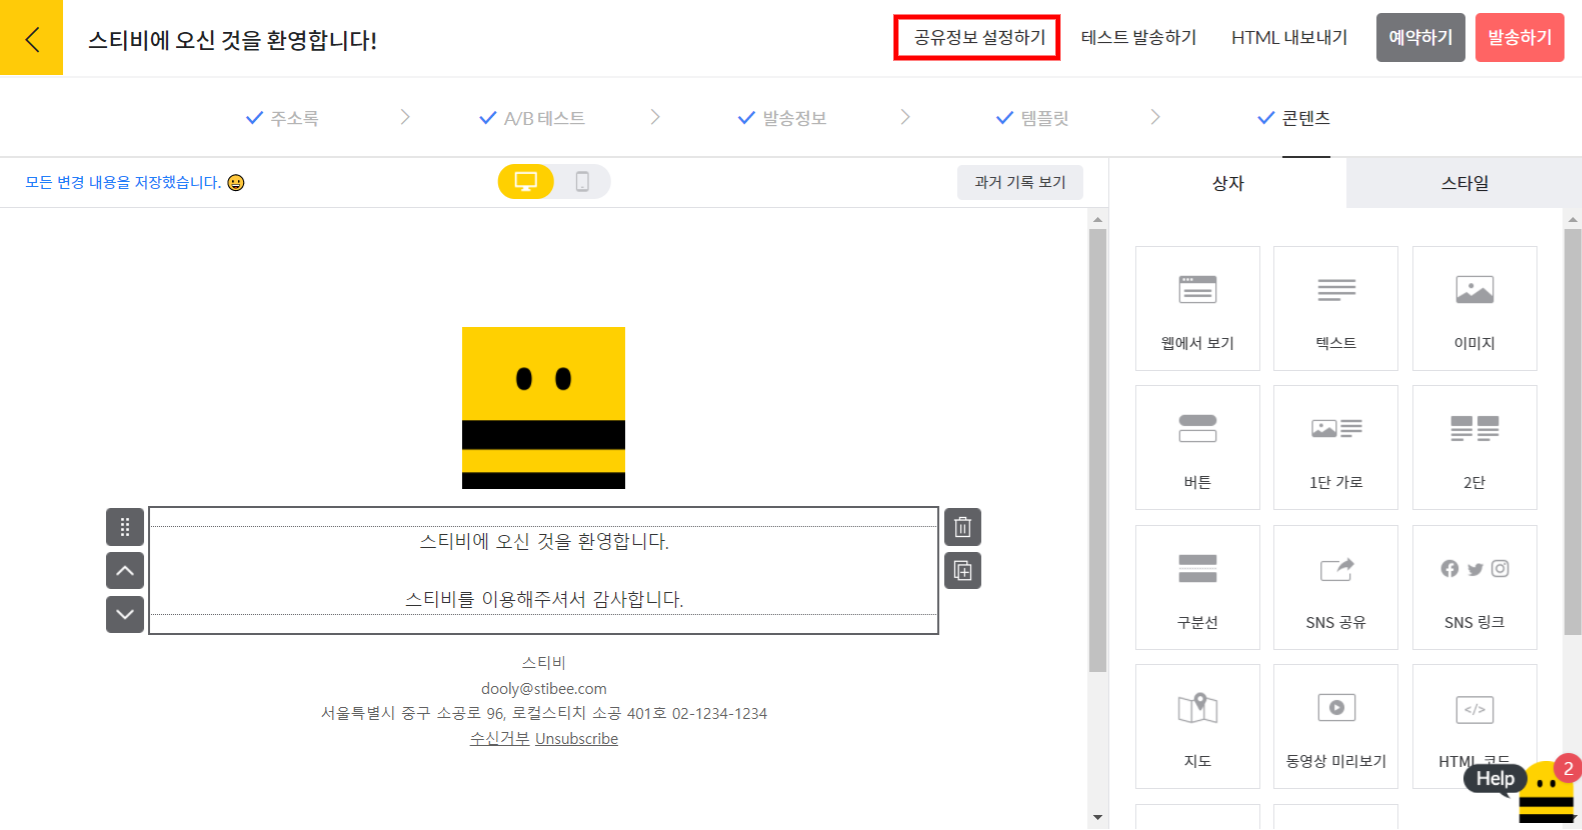 스티비에 오신 것을 환영합니다!
공유정보 설정하기
테스트 발송하기
HTML 내보내기
예약하기
발송하기
주소록
A/B 테스트
발송정보
템플릿
콘텐츠
모든 변경 내용을 저장했습니다.
과거 기록 보기
상자
스타일
스티비에 오신 것을 환영합니다.
스티비를 이용해주셔서 감사합니다.
스티비
dooly@stibee.com
서울특별시 중구 소공로 96, 로컬스티치 소공 401호 02-1234-1234
수신거부 Unsubscribe
웹에서 보기
텍스트
이미지
버튼
1단 가로
2단
구분선
SNS 공유
SNS 링크
지도
</>
동영상 미리보기
HTML 코드
Help
2